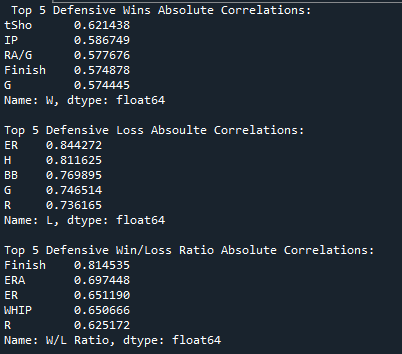 Top 5 Defensive Wins Absolute Correlations:
tSho 0.621438
IP 0.586749
RA/G 0.577676
Finish 0.574878
G 0.574445
Name: W, dtype: float64
Top 5 Defensive Loss Absoulte Correlations:
ER 0.844272
H 0.811625
BB 0.769895
G 0.746514
R 0.736165
Name: L, dtype: float64
Top 5 Defensive Win/Loss Ratio Absolute Correlations:
Finish 0.814535
ERA 0.697448
ER 0.651190
WHIP 0.650666
R 0.625172
Name: W/L Ratio, dtype: float64